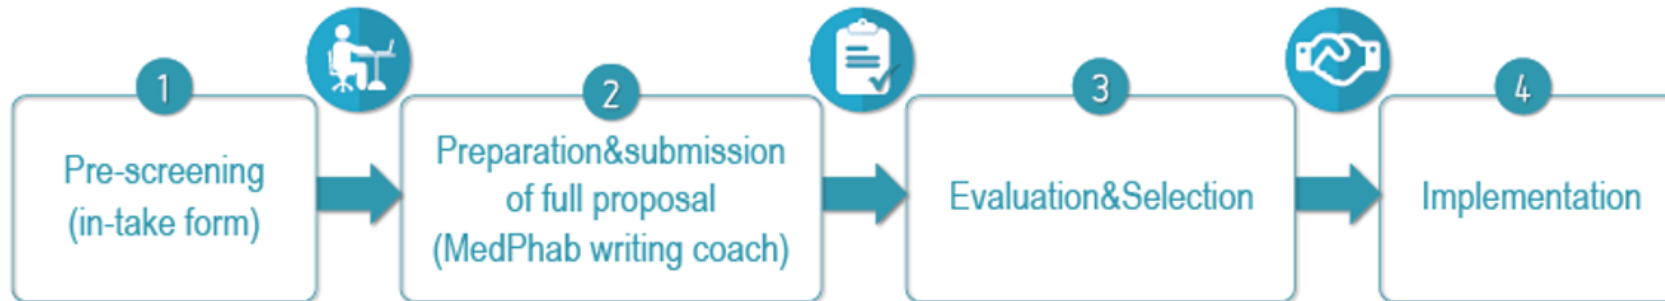 1
Pre-screening
(in-take form)
2
Preparation&submission
of full proposal
(MedPhab writing coach)
3
Evaluation&Selection
4
Implementation